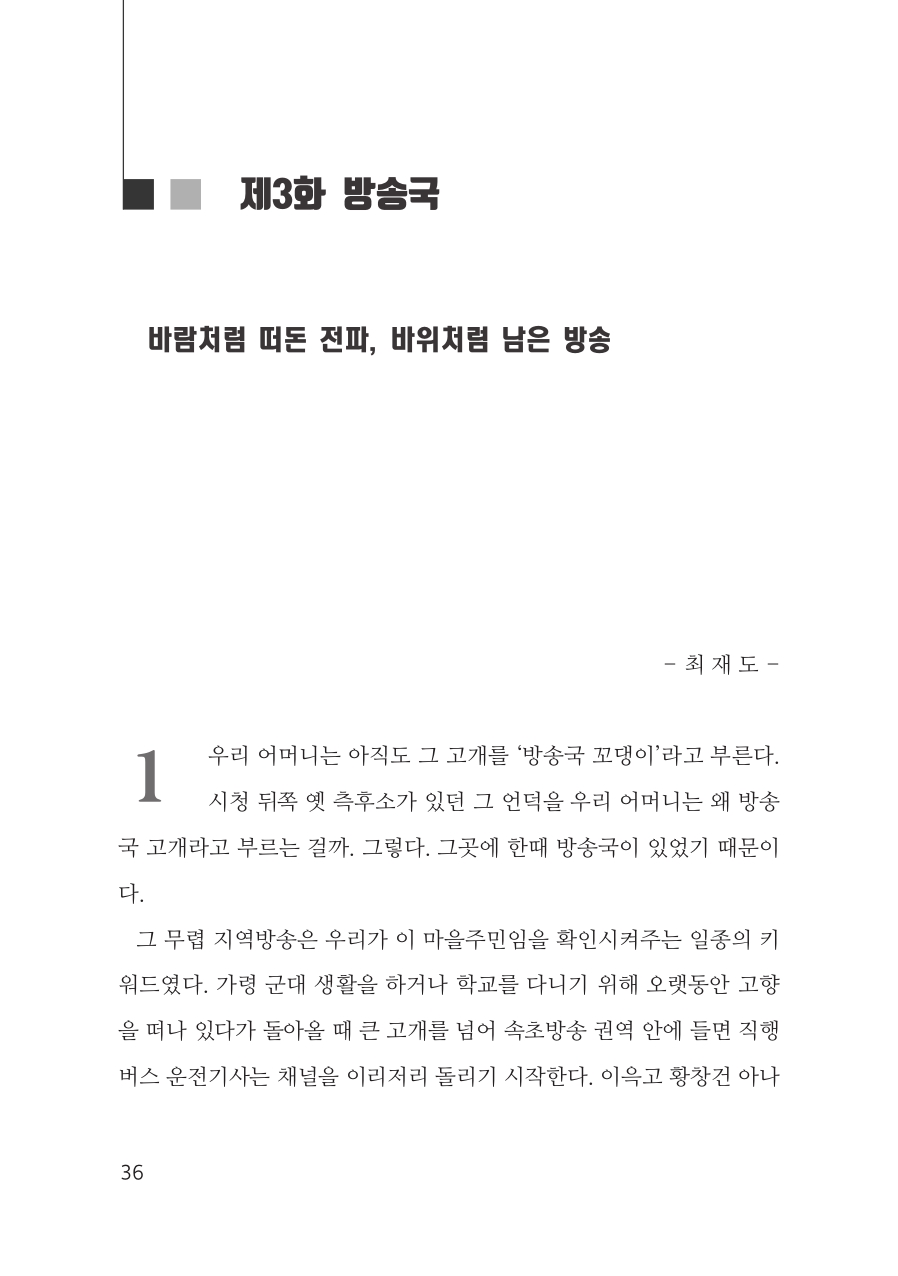 제3화 방송국
바람처럼 떠돈 전파, 바위처럼 남은 방송
– 최 재 도 –
1 우리 어머니는 아직도 그 고개를 ‘방송국 꼬댕이’라고 부른다.
시청 뒤쪽 옛 측후소가 있던 그 언덕을 우리 어머니는 왜 방송
국 고개라고 부르는 걸까. 그렇다. 그곳에 한때 방송국이 있었기 때문이
다.
그 무렵 지역방송은 우리가 이 마을주민임을 확인시켜주는 일종의 키
워드였다. 가령 군대 생활을 하거나 학교를 다니기 위해 오랫동안 고향
을 떠나 있다가 돌아올 때 큰 고개를 넘어 속초방송 권역 안에 들면 직행
버스 운전기사는 채널을 이리저리 돌리기 시작한다. 이윽고 황창건 아나
36